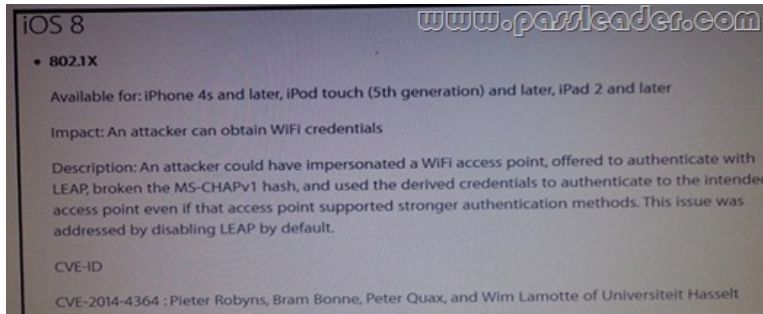 www.passleader.com
iOS 8
• 802.1X
Available for: iPhone 4s and later, iPod touch (5th generation) and later, iPad 2 and later
Impact: An attacker can obtain WiFi credentials
Description: An attacker could have impersonated a WiFi access point, offered to authenticate with
LEAP, broken the MS-CHAPv1 hash, and used the derived credentials to authenticate to the intende
access point even if that access point supported stronger authentication methods. This issue was
addressed by disabling LEAP by default.
CVE-ID
CVE-2014-4364 : Pieter Robyns, Bram Bonne, Peter Quax, and Wim Lamotte of Universiteit Hasselt